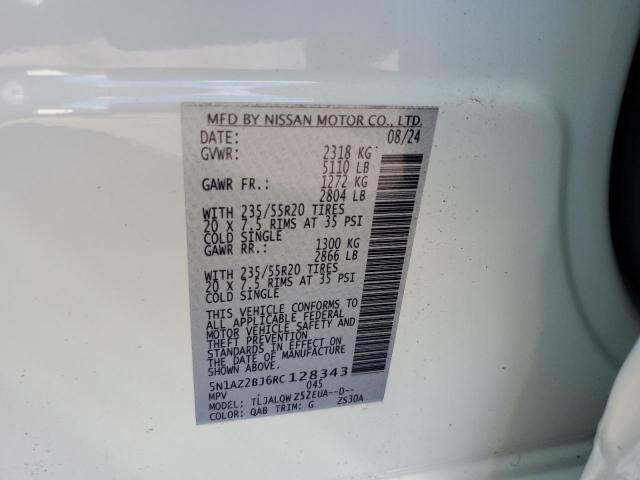 MFD BY NISSAN MOTOR CO., LTD.
DATE: 08/24
GVWR: 2318 KG
5110 LB
GAWR FR.: 1272 KG
2804 LB
WITH 235/55R20 TIRES
20 X 7.5 RIMS AT 35 PSI
COLD SINGLE
GAWR RR.: 1300 KG
2866 LB
WITH 235/55R20 TIRES
20 X 7.5 RIMS AT 35 PSI
COLD SINGLE
THIS VEHICLE CONFORMS TO
ALL APPLICABLE FEDERAL
MOTOR VEHICLE SAFETY AND
THEFT PREVENTION
STANDARDS IN EFFECT ON
THE DATE OF MANUFACTURE
SHOWN ABOVE.
5N1AZ2BJ6RC128343
MPV 045
MODEL: TLJALQWZ52EUA--D--
COLOR: QAB TRIM: G ZS30A